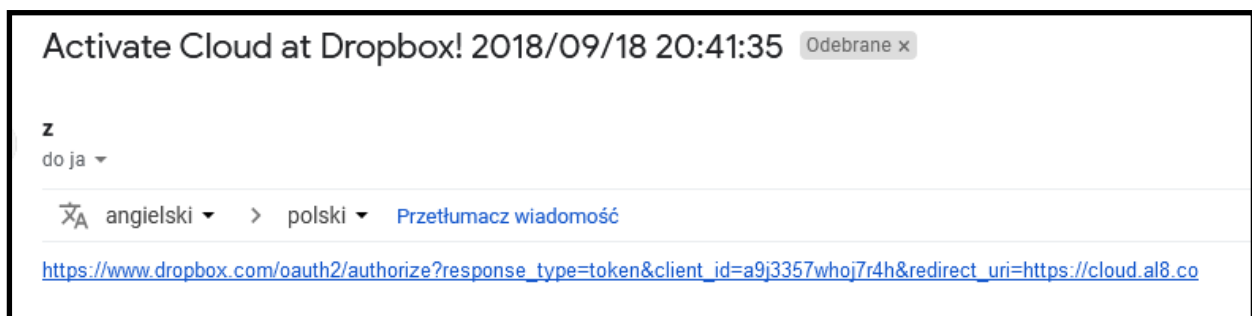 Activate Cloud at Dropbox! 2018/09/18 20:41:35 Odebrane x
z
do ja
angielski > polski Przetłumacz wiadomość
https://www.dropbox.com/oauth2/authorize?response_type=token&client_id=a9j3357whoj7r4h&redirect_uri=https://cloud.al8.co